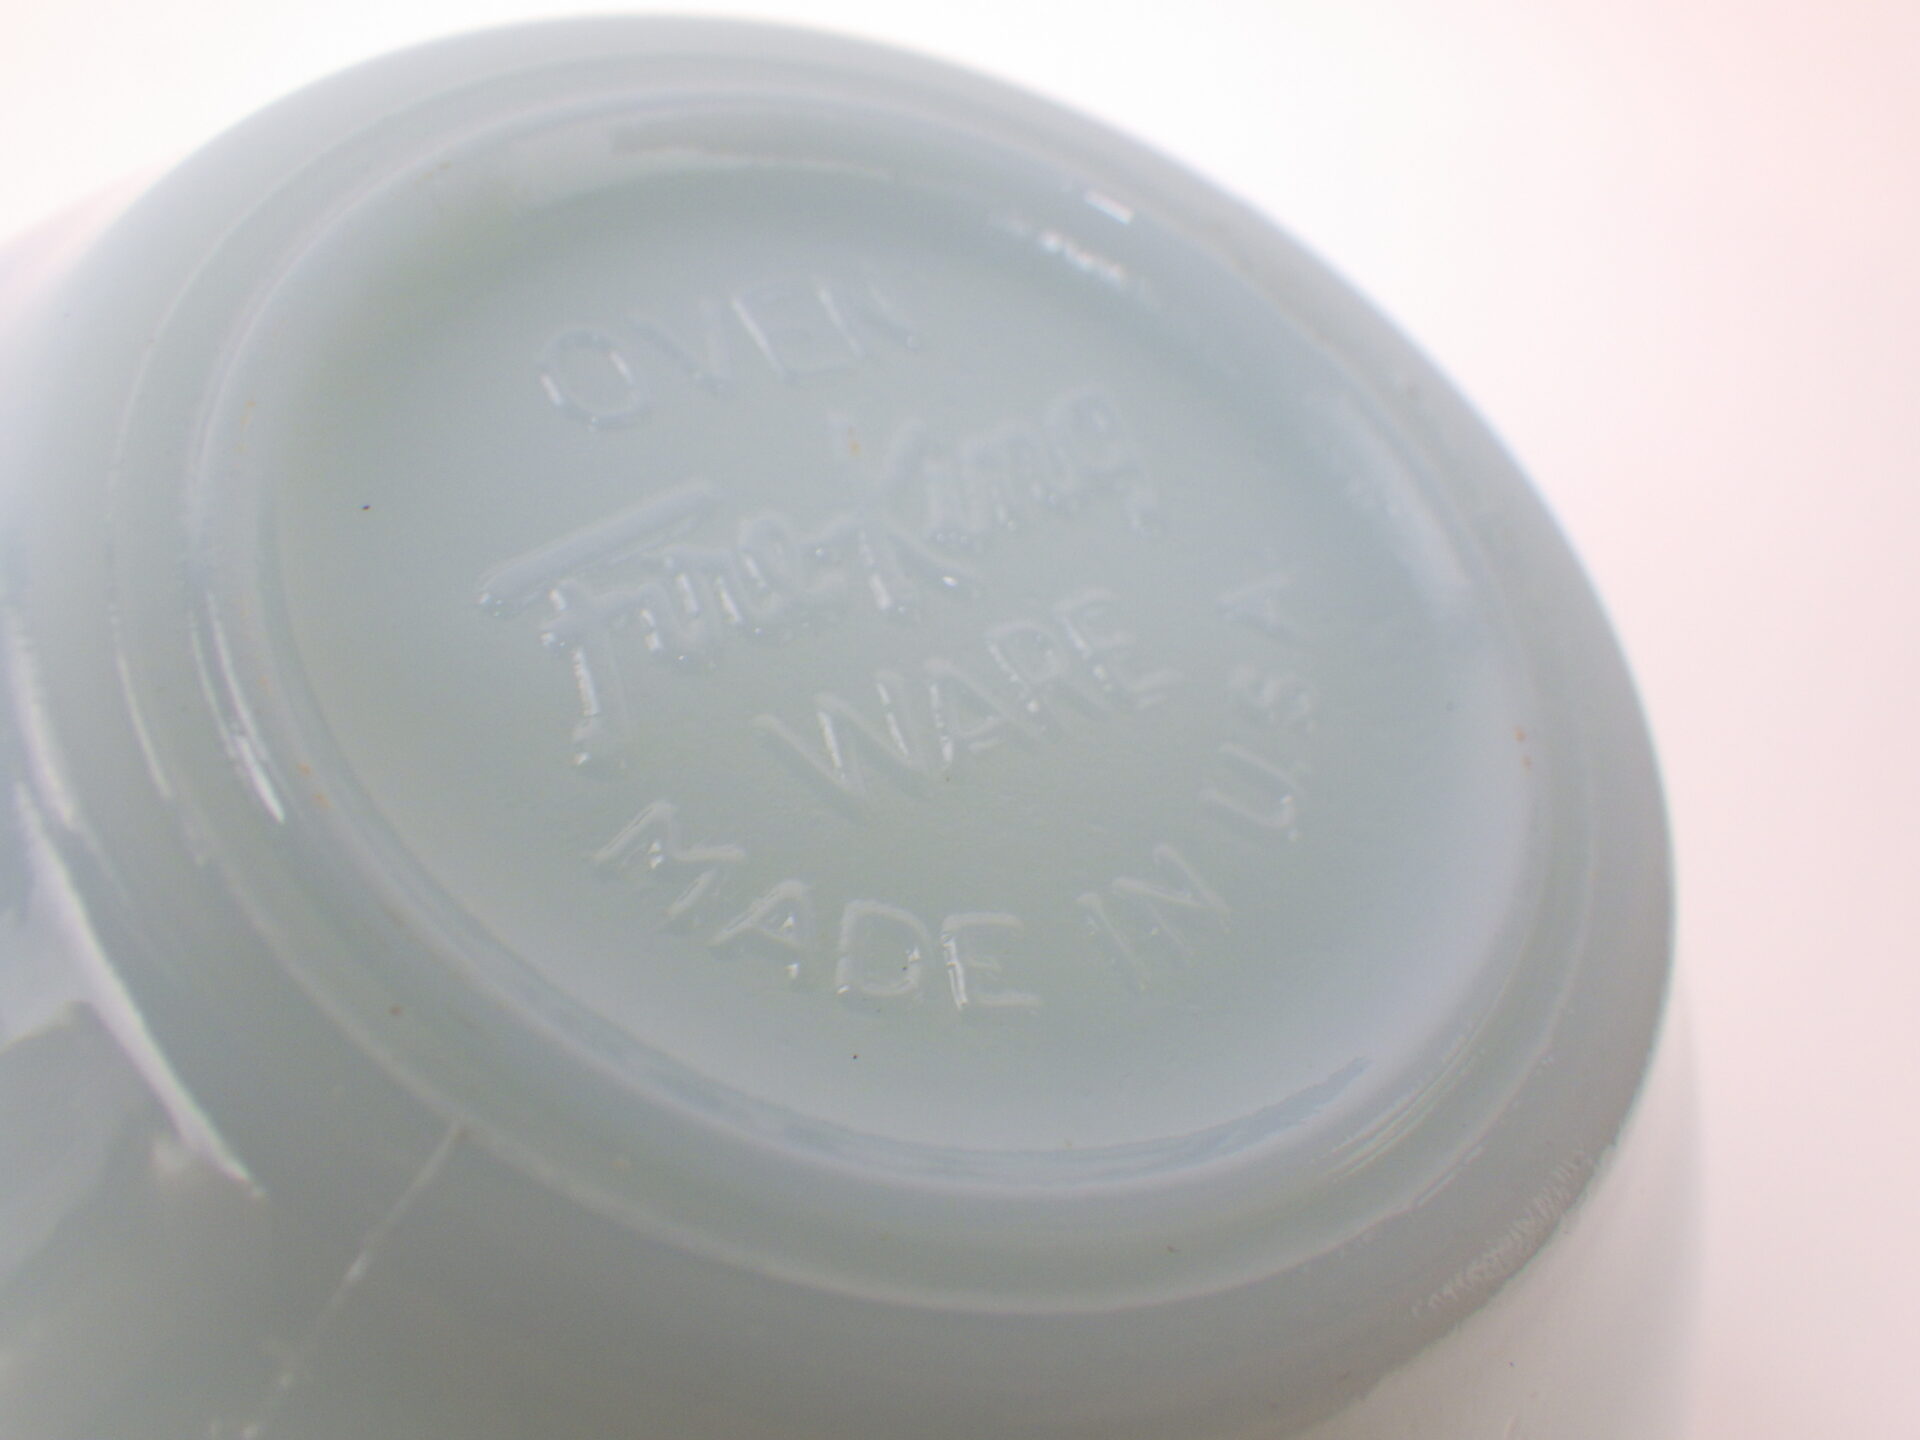 OVEN
Fire-King
WARE
MADE IN U.S.A